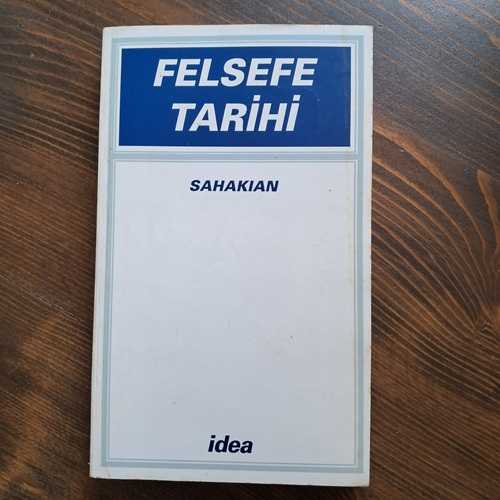 FELSEFE
TARİHİ
SAHAKIAN
idea